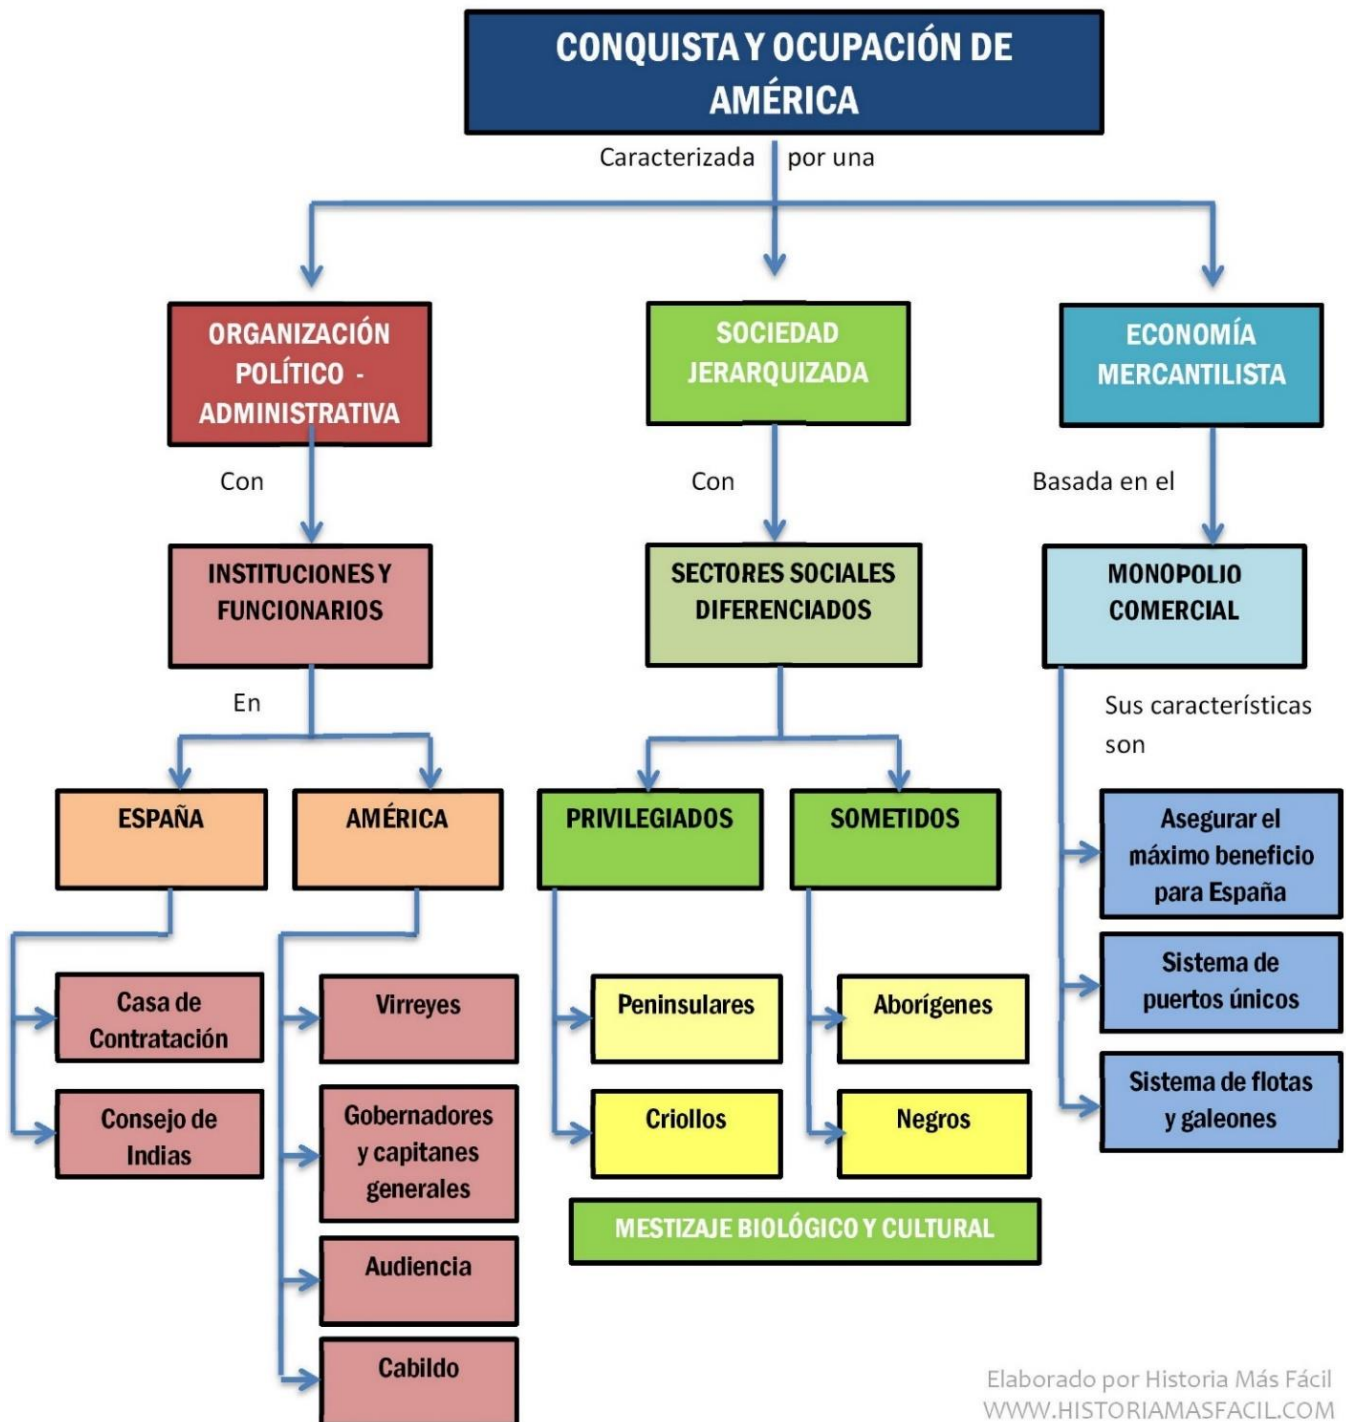 CONQUISTA Y OCUPACIÓN DE
AMÉRICA
Caracterizada por una
ORGANIZACIÓN
POLÍTICO -
ADMINISTRATIVA
SOCIEDAD
JERARQUIZADA
ECONOMÍA
MERCANTILISTA
Con
Con
Basada en el
INSTITUCIONES Y
FUNCIONARIOS
SECTORES SOCIALES
DIFERENCIADOS
MONOPOLIO
COMERCIAL
En
Sus características
son
ESPAÑA
AMÉRICA
PRIVILEGIADOS
SOMETIDOS
Asegurar el
máximo beneficio
para España
Casa de
Contratación
Virreyes
Peninsulares
Aborígenes
Sistema de
puertos únicos
Consejo de
Indias
Gobernadores
y capitanes
generales
Criollos
Negros
Sistema de flotas
y galeones
MESTIZAJE BIOLÓGICO Y CULTURAL
Audiencia
Cabildo
Elaborado por Historia Más Fácil
WWW.HISTORIAMASFACIL.COM